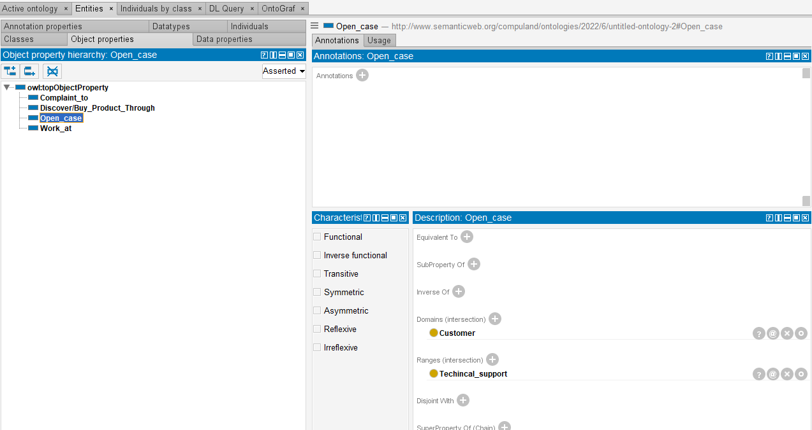 Active ontology × Entities × Individuals by class × DL Query × OntoGraf ×
Annotation properties Datatypes Individuals
Classes Object properties Data properties
Object property hierarchy: Open_case
Asserted
owl:topObjectProperty
Complaint_to
Discover/Buy_Product_Through
Open_case
Work_at
Open_case — http://www.semanticweb.org/compuland/ontologies/2022/6/untitled-ontology-2#Open_case
Annotations Usage
Annotations: Open_case
Annotations
Characterist
Functional
Inverse functional
Transitive
Symmetric
Asymmetric
Reflexive
Irreflexive
Description: Open_case
Equivalent To
SubProperty Of
Inverse Of
Domains (intersection)
Customer
Ranges (intersection)
Techincal_support
Disjoint With
SuperProperty Of (Chain)